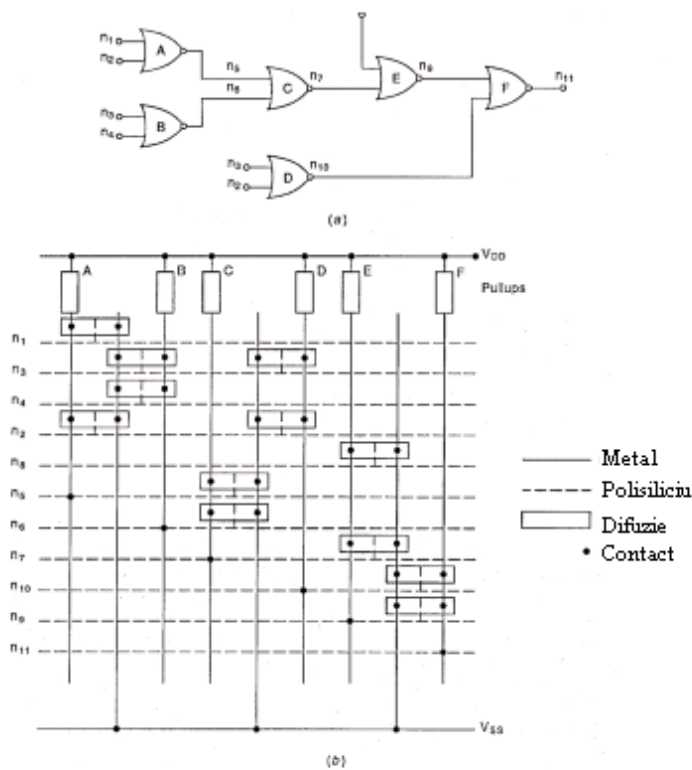 n1
n2
A
n5
n6
n3
n4
B
C
n7
E
n9
F
n11
n3
n2
D
n10
(a)
A B C D E F
VDD
Pullups
n1
n3
n4
n2
n8
n5
n6
n7
n10
n9
n11
VSS
(b)
Metal
Polisiliciu
Difuzie
Contact